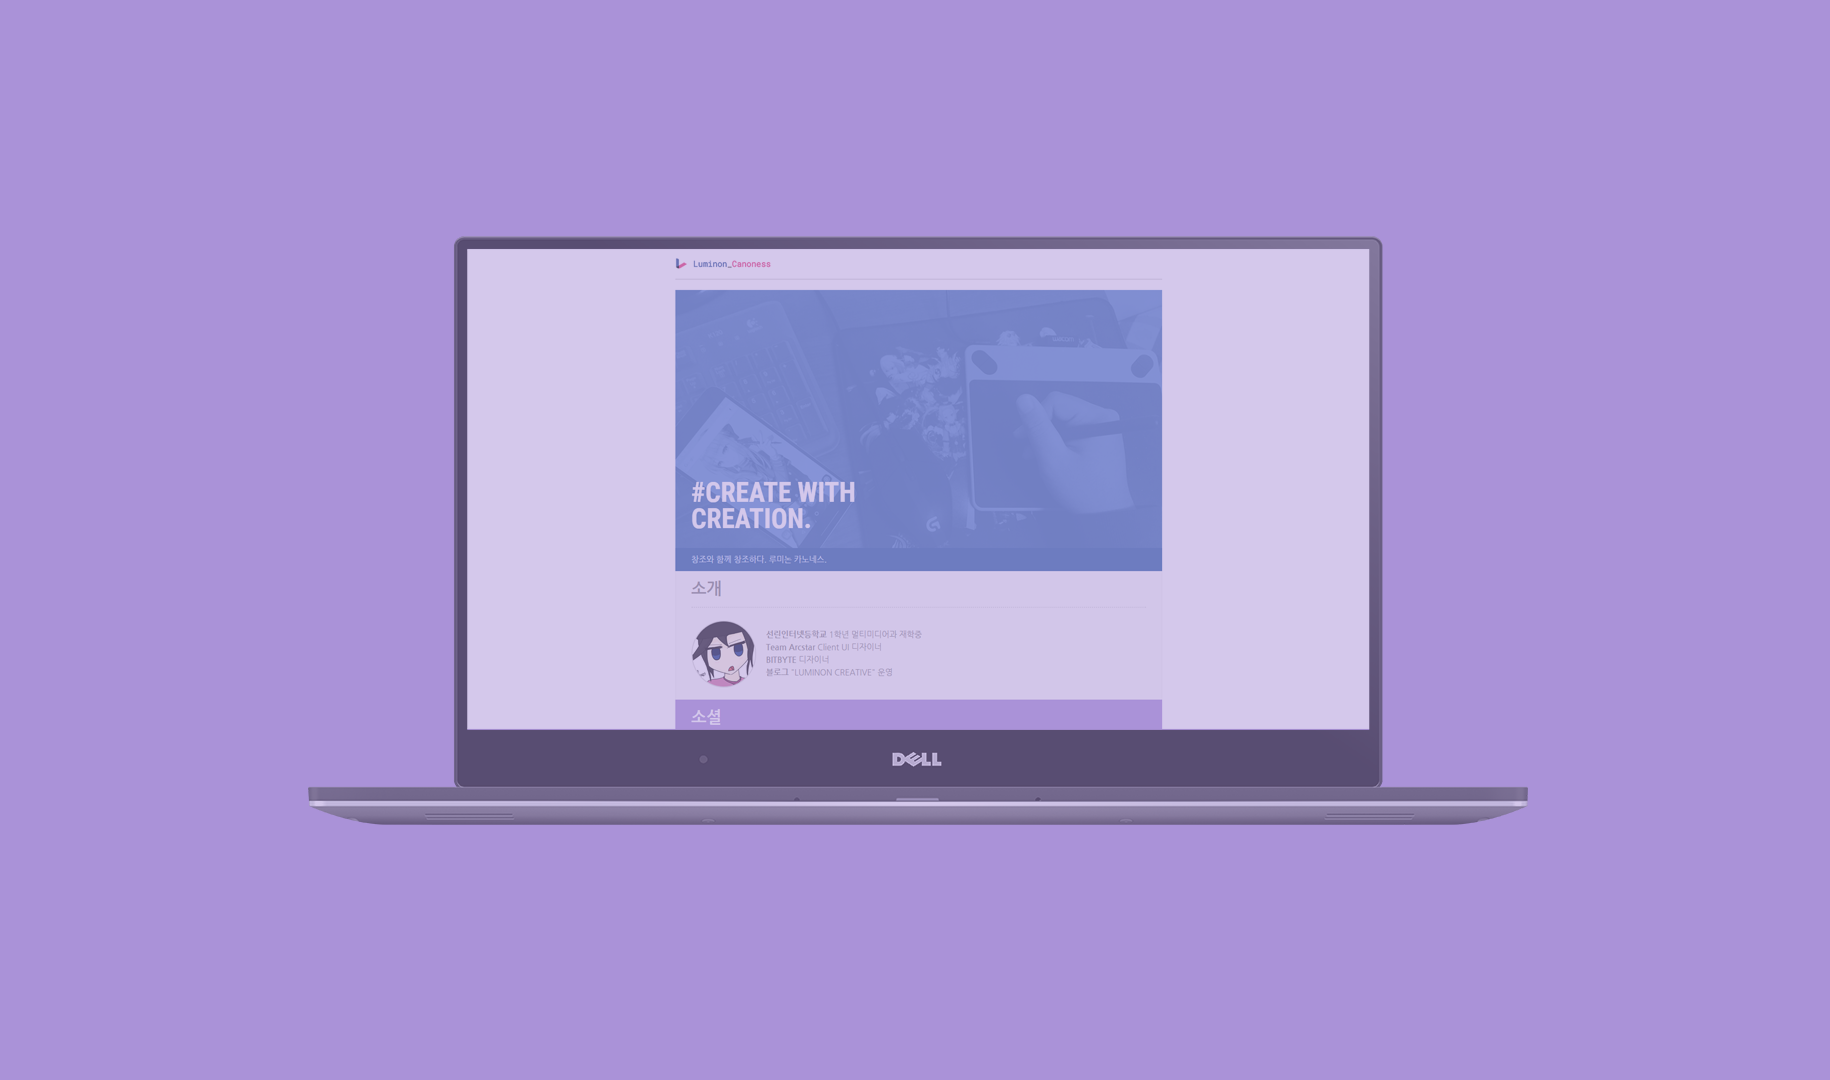 Luminon_Canoness
#CREATE WITH
CREATION.
창조와 함께 창조하다. 루미논 카노네스.
소개
선린인터넷고등학교 1학년 멀티미디어과 재학중
Team Arcstar Client UI 디자이너
BITBYTE 디자이너
블로그 "LUMINON CREATIVE" 운영
소셜
DELL